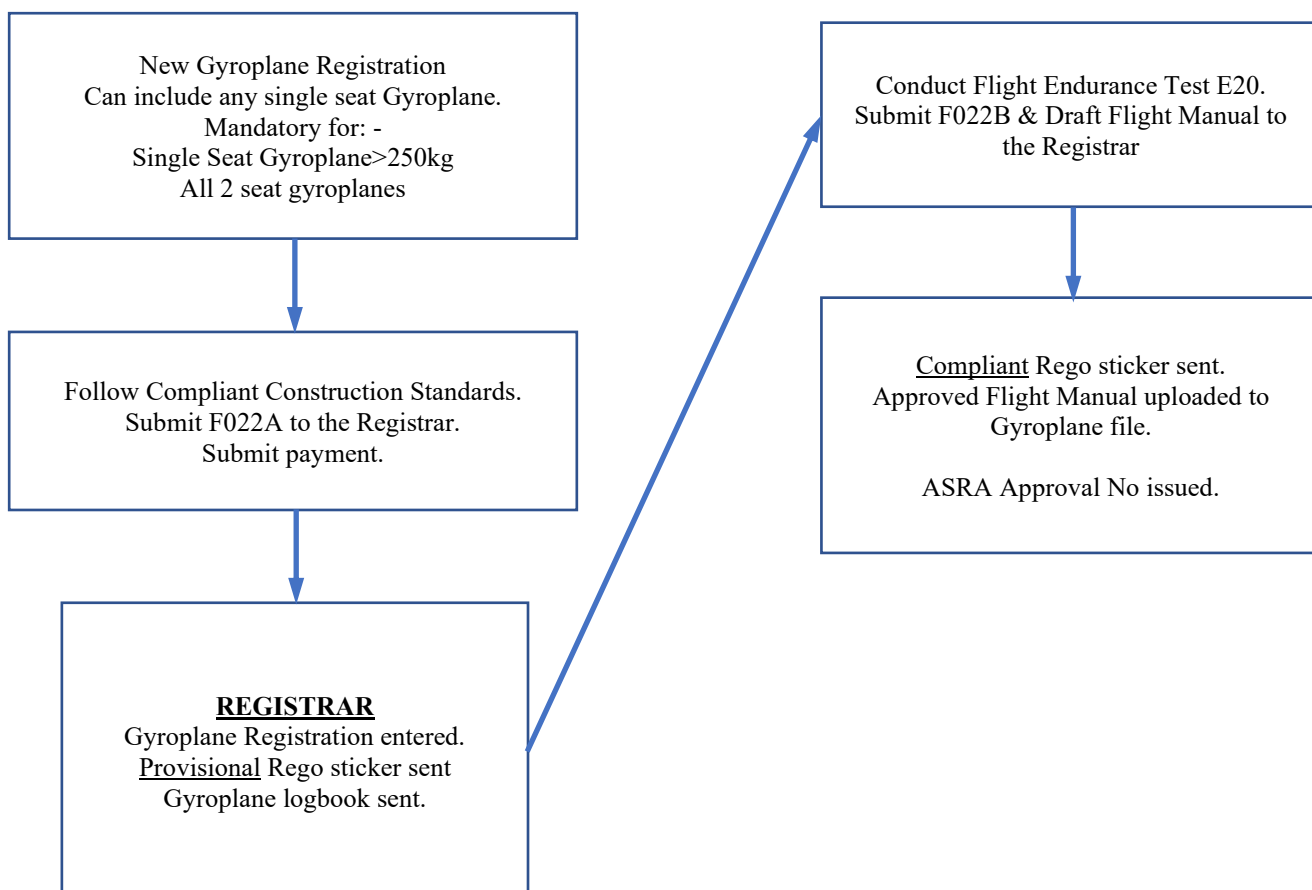 New Gyroplane Registration
Can include any single seat Gyroplane.
Mandatory for: -
Single Seat Gyroplane>250kg
All 2 seat gyroplanes
Follow Compliant Construction Standards.
Submit F022A to the Registrar.
Submit payment.
REGISTRAR
Gyroplane Registration entered.
Provisional Rego sticker sent
Gyroplane logbook sent.
Conduct Flight Endurance Test E20.
Submit F022B & Draft Flight Manual to
the Registrar
Compliant Rego sticker sent.
Approved Flight Manual uploaded to
Gyroplane file.
ASRA Approval No issued.